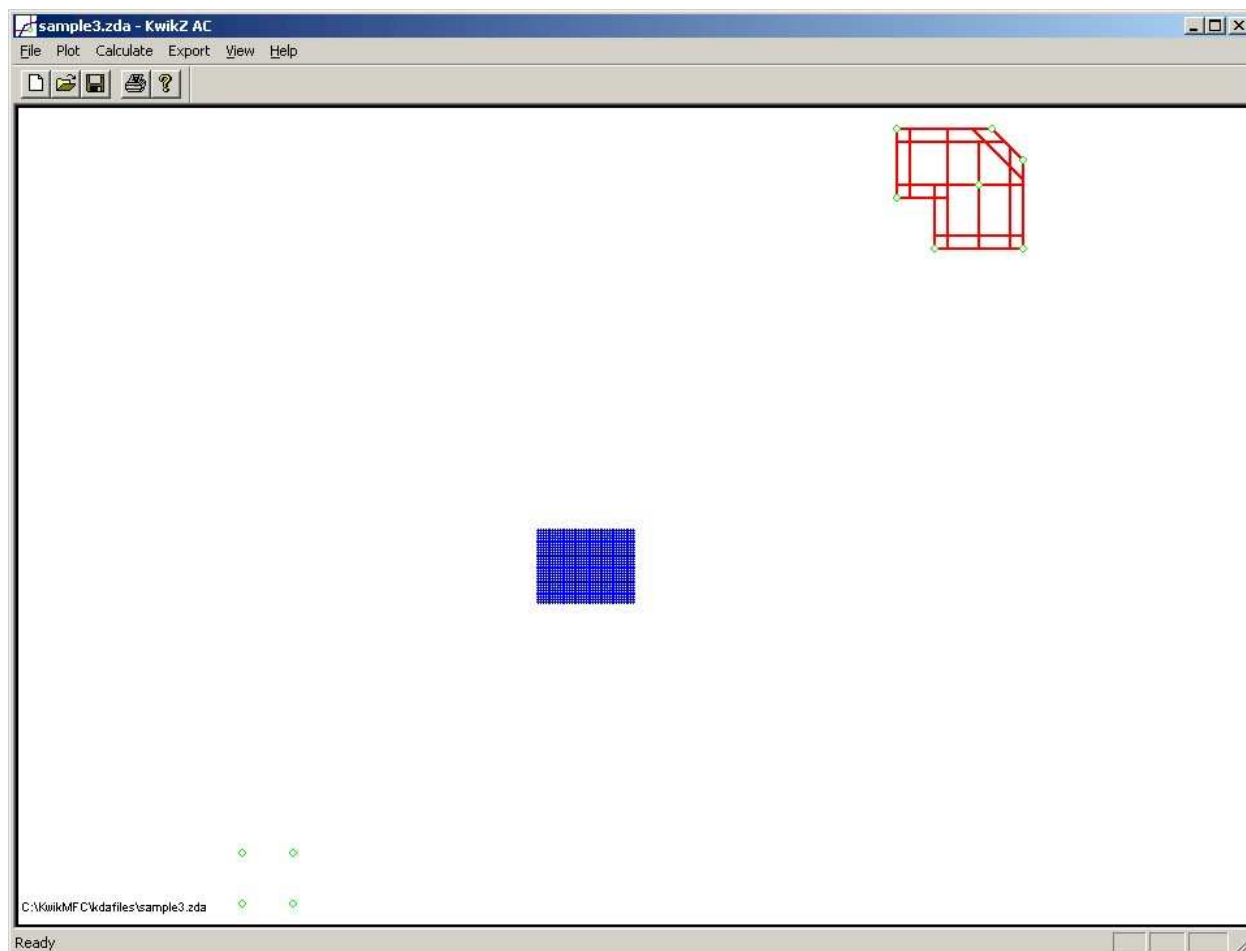 sample3.zda - KwikZ AC
File Plot Calculate Export View Help
C:\KwikMFC\kdafiles\sample3.zda
Ready